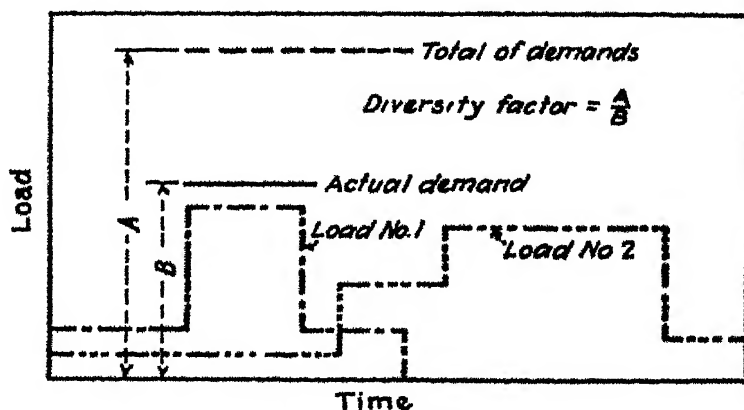 Total of demands
Diversity factor = A/B
Actual demand
Load No.1
Load No 2
A
B
Load
Time